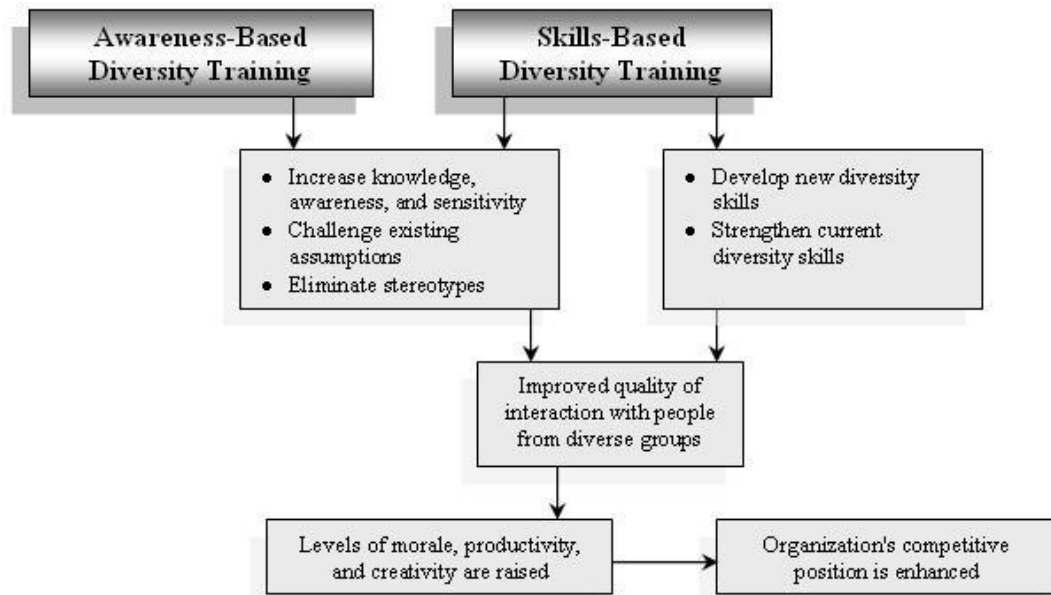 Awareness-Based
Diversity Training
Skills-Based
Diversity Training
● Increase knowledge,
awareness, and sensitivity
● Challenge existing
assumptions
● Eliminate stereotypes
● Develop new diversity
skills
● Strengthen current
diversity skills
Improved quality of
interaction with people
from diverse groups
Levels of morale, productivity,
and creativity are raised
Organization's competitive
position is enhanced